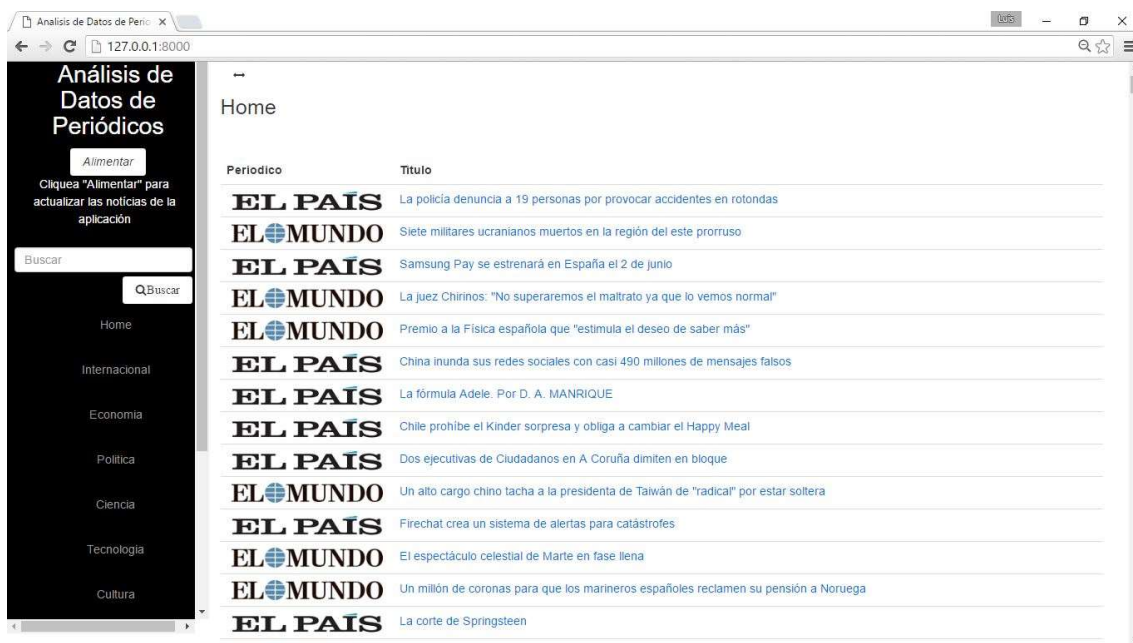 Analisis de Datos de Perio
Luis
127.0.0.1:8000
Análisis de
Datos de
Periódicos
Alimentar
Cliquea "Alimentar" para
actualizar las notícias de la
aplicación
Buscar
Buscar
Home
Internacional
Economia
Politica
Ciencia
Tecnologia
Cultura
Home
Periodico Titulo
EL PAÍS La policía denuncia a 19 personas por provocar accidentes en rotondas
EL MUNDO Siete militares ucranianos muertos en la región del este prorruso
EL PAÍS Samsung Pay se estrenará en España el 2 de junio
EL MUNDO La juez Chirinos: "No superaremos el maltrato ya que lo vemos normal"
EL MUNDO Premio a la Física española que "estimula el deseo de saber más"
EL PAÍS China inunda sus redes sociales con casi 490 millones de mensajes falsos
EL PAÍS La fórmula Adele. Por D. A. MANRIQUE
EL PAÍS Chile prohíbe el Kinder sorpresa y obliga a cambiar el Happy Meal
EL PAÍS Dos ejecutivas de Ciudadanos en A Coruña dimiten en bloque
EL MUNDO Un alto cargo chino tacha a la presidenta de Taiwán de "radical" por estar soltera
EL PAÍS Firechat crea un sistema de alertas para catástrofes
EL MUNDO El espectáculo celestial de Marte en fase llena
EL MUNDO Un millón de coronas para que los marineros españoles reclamen su pensión a Noruega
EL PAÍS La corte de Springsteen